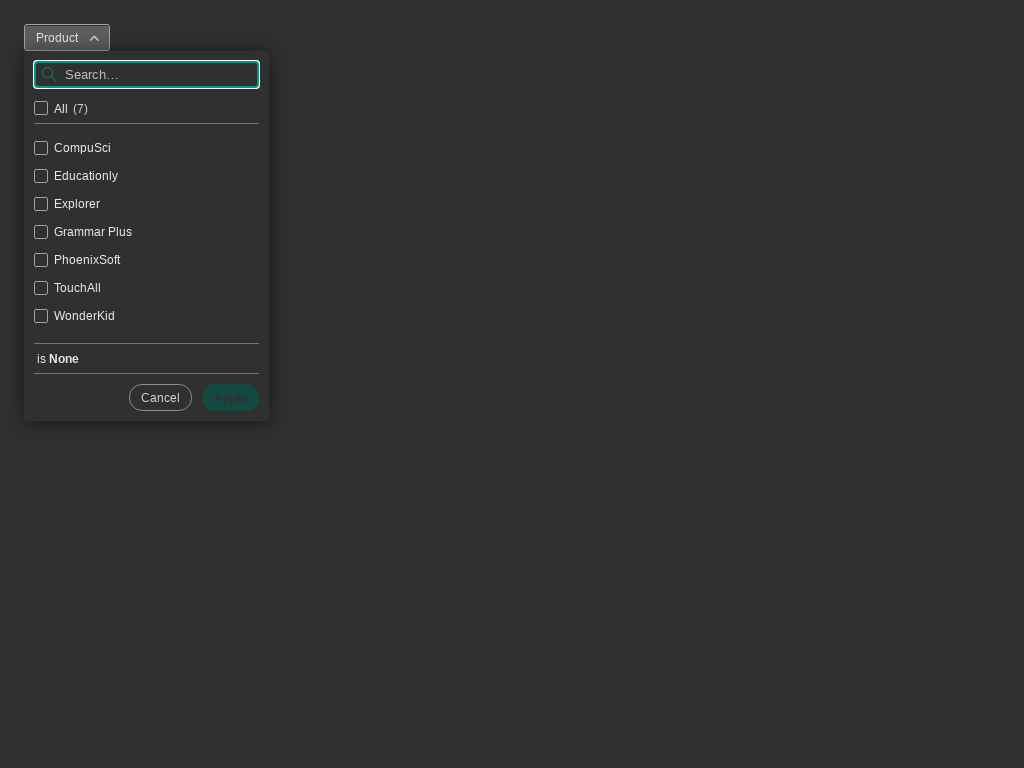 Product
Search…
All (7)
CompuSci
Educationly
Explorer
Grammar Plus
PhoenixSoft
TouchAll
WonderKid
is None
Cancel Apply